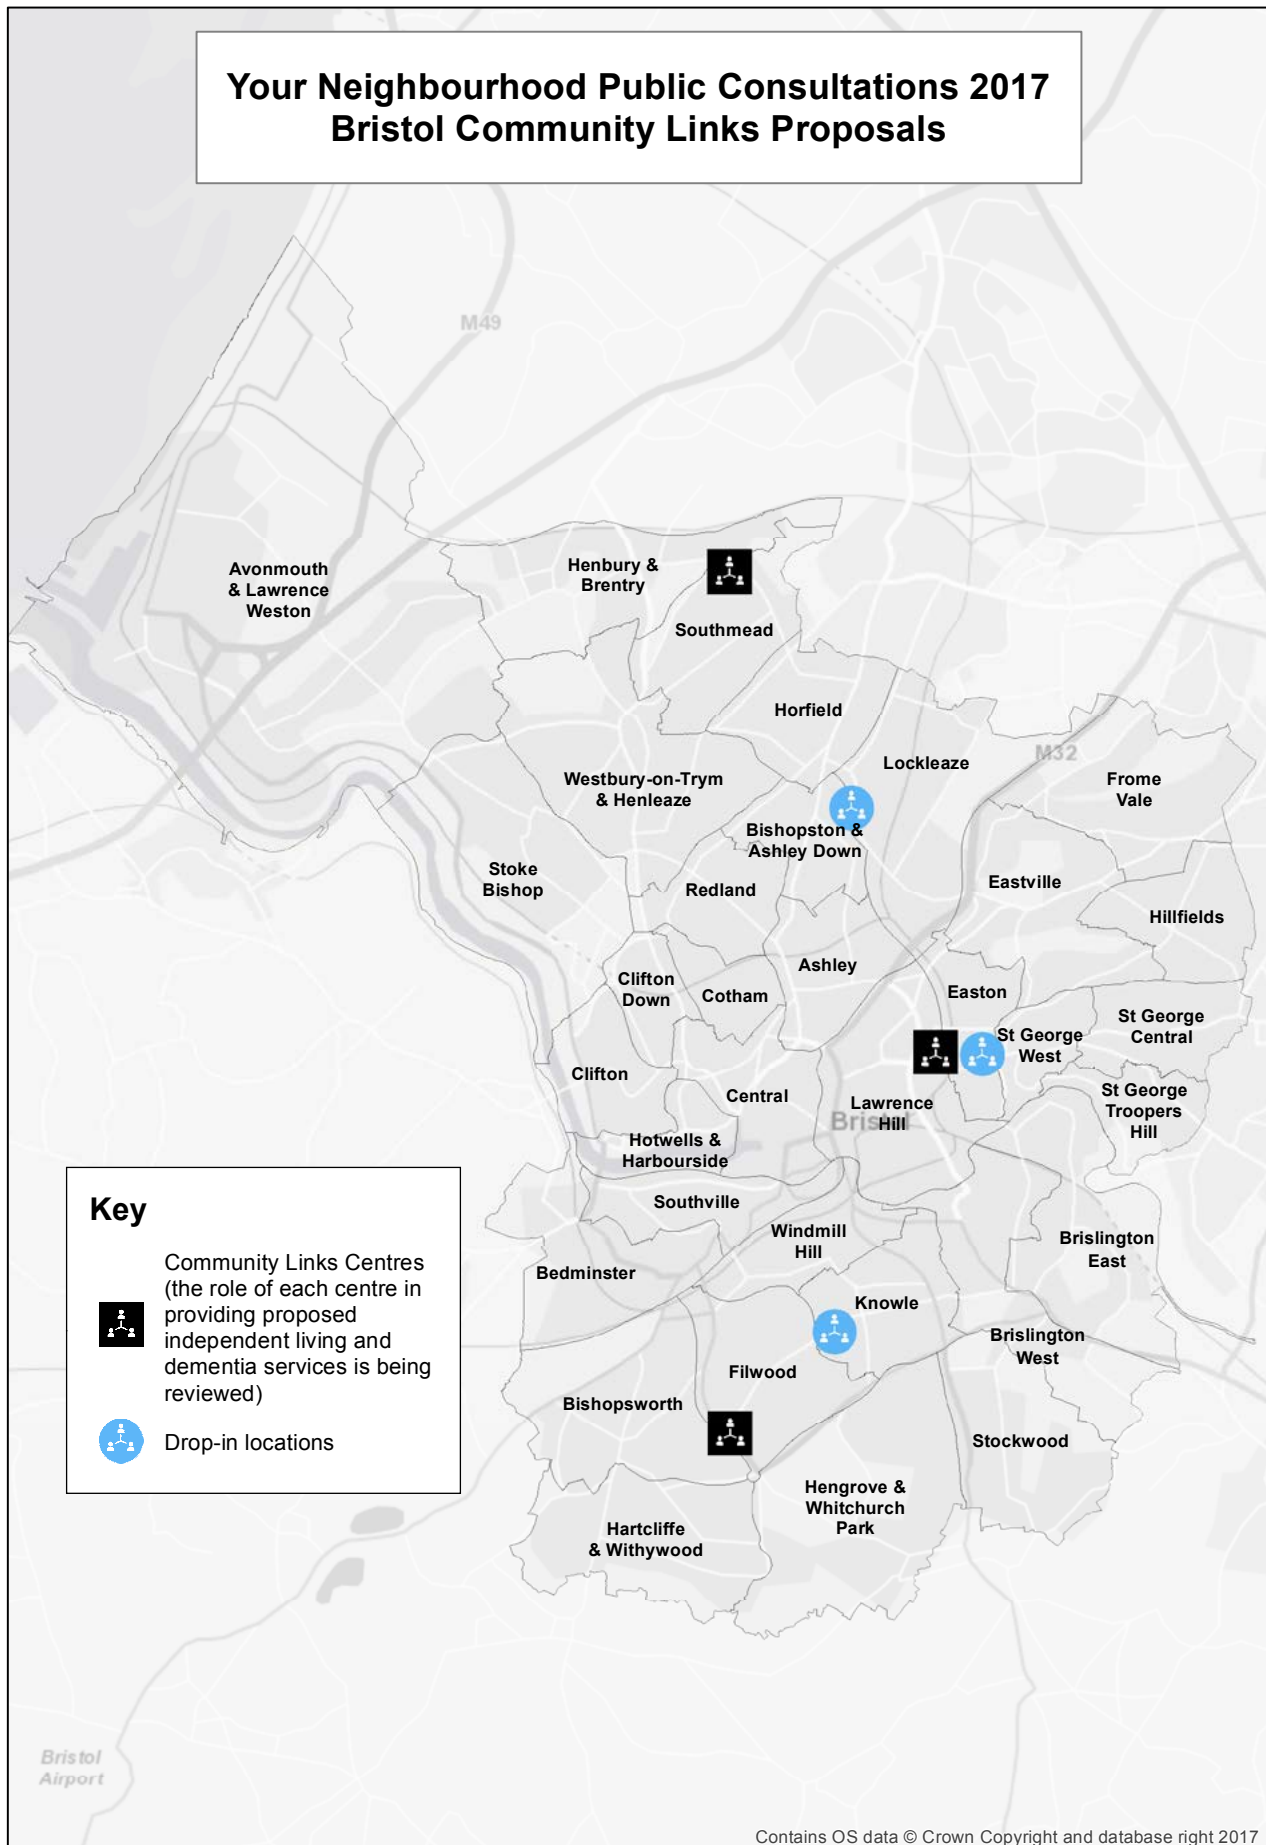 Your Neighbourhood Public Consultations 2017
Bristol Community Links Proposals
M49
Avonmouth
& Lawrence
Weston
Henbury &
Brentry
Southmead
Horfield
Lockleaze
M32
Frome
Vale
Westbury-on-Trym
& Henleaze
Bishopston &
Ashley Down
Stoke
Bishop
Redland
Eastville
Hillfields
Ashley
Clifton
Down
Cotham
Easton
St George
Central
St George
West
Clifton
Central
Lawrence
Hill
Bristol
St George
Troopers
Hill
Hotwells &
Harbourside
Southville
Windmill
Hill
Brislington
East
Bedminster
Knowle
Brislington
West
Filwood
Bishopsworth
Stockwood
Hengrove &
Whitchurch
Park
Hartcliffe
& Withywood
Key
Community Links Centres
(the role of each centre in
providing proposed
independent living and
dementia services is being
reviewed)
Drop-in locations
Bristol
Airport
Contains OS data © Crown Copyright and database right 2017